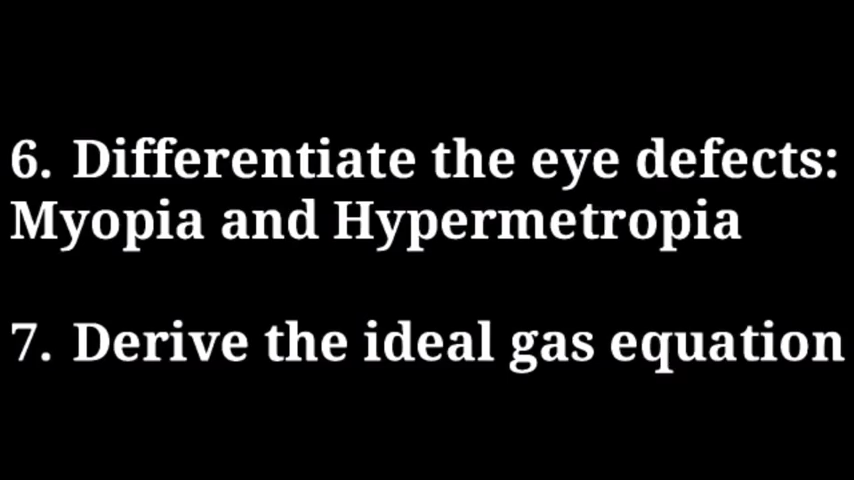 6. Differentiate the eye defects:
Myopia and Hypermetropia
7. Derive the ideal gas equation